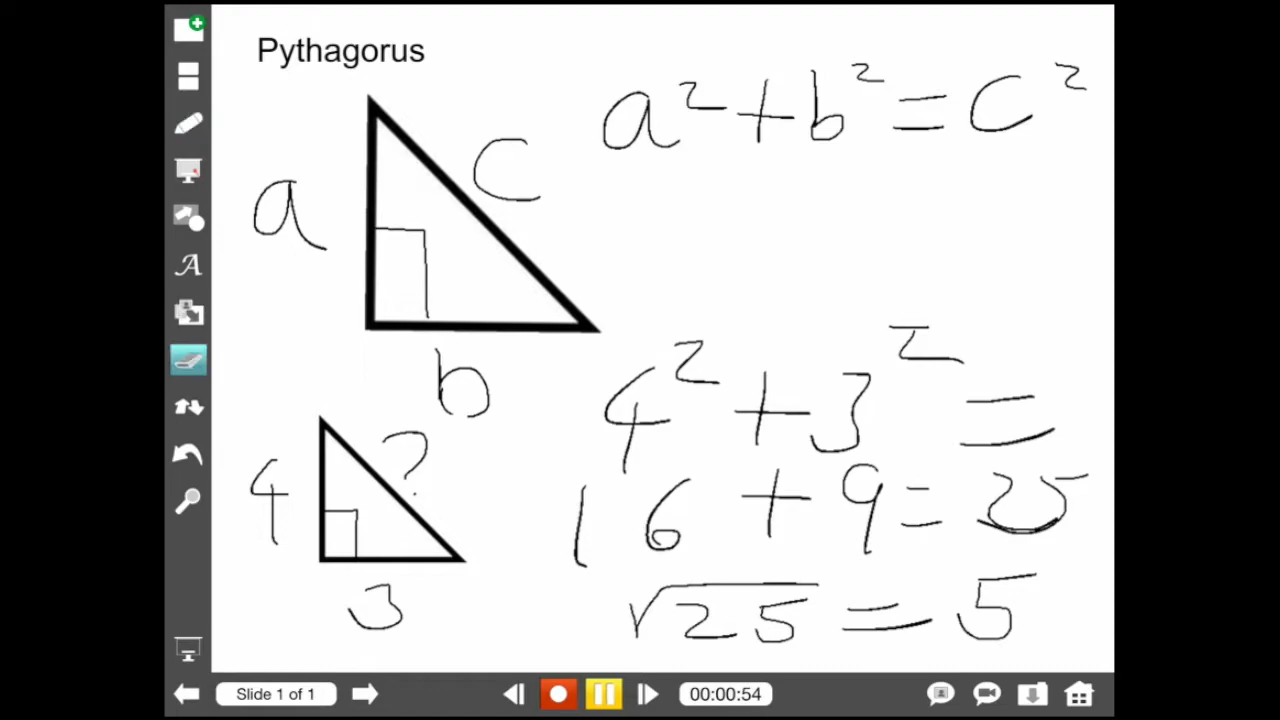 Pythagorus
a² + b² = c²
a
c
b
4² + 3² =
4
?
16 + 9 = 25
3
√25 = 5
Slide 1 of 1
00:00:54